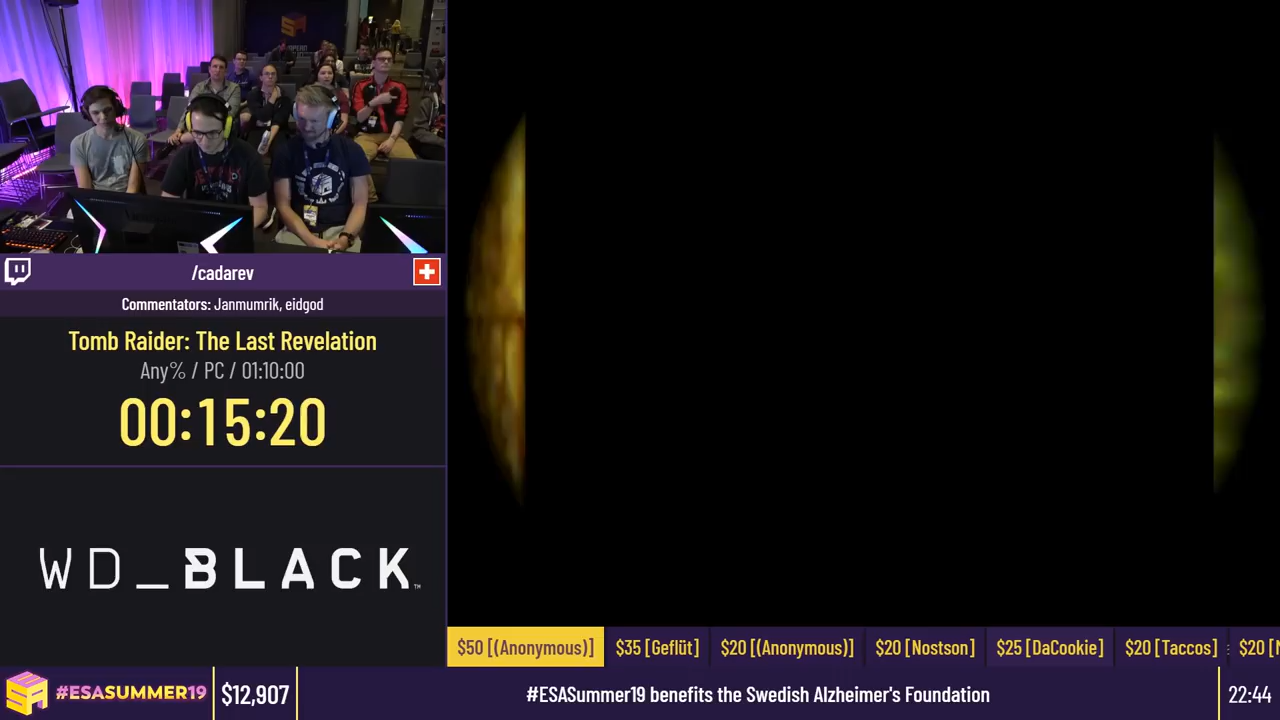 /cadarev
Commentators: Janmumrik, eidgod
Tomb Raider: The Last Revelation
Any% / PC / 01:10:00
00:15:20
WD_BLACK™
$50 [(Anonymous)] $35 [Geflüt] $20 [(Anonymous)] $20 [Nostson] $25 [DaCookie] $20 [Taccos] $20
#ESASUMMER19 $12,907 #ESASummer19 benefits the Swedish Alzheimer's Foundation 22:44